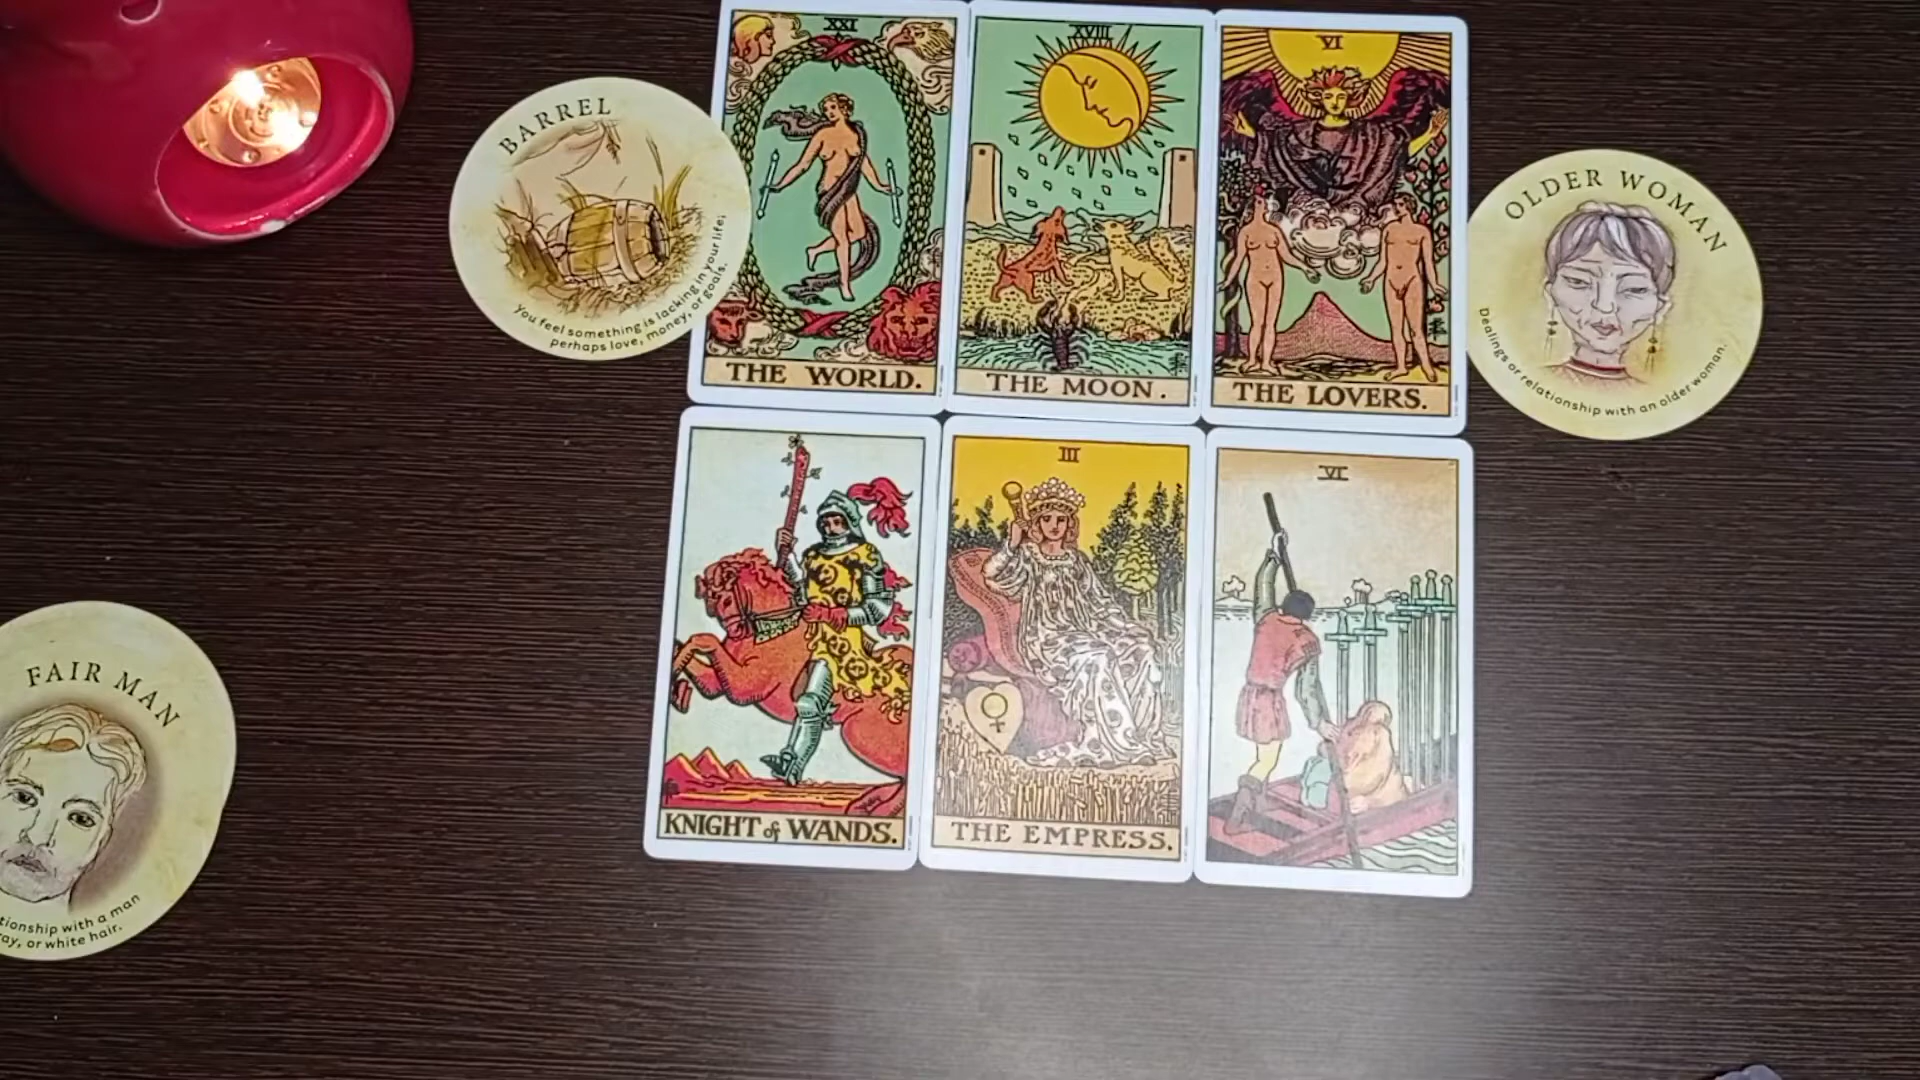 BARREL
You feel something is lacking in your life;
perhaps love, money, or goals.
XXI
THE WORLD.
XVIII
THE MOON.
VI
THE LOVERS.
OLDER WOMAN
Dealings or relationship with an older woman.
FAIR MAN
tionship with a man
ay, or white hair.
KNIGHT of WANDS.
III
THE EMPRESS.
VI